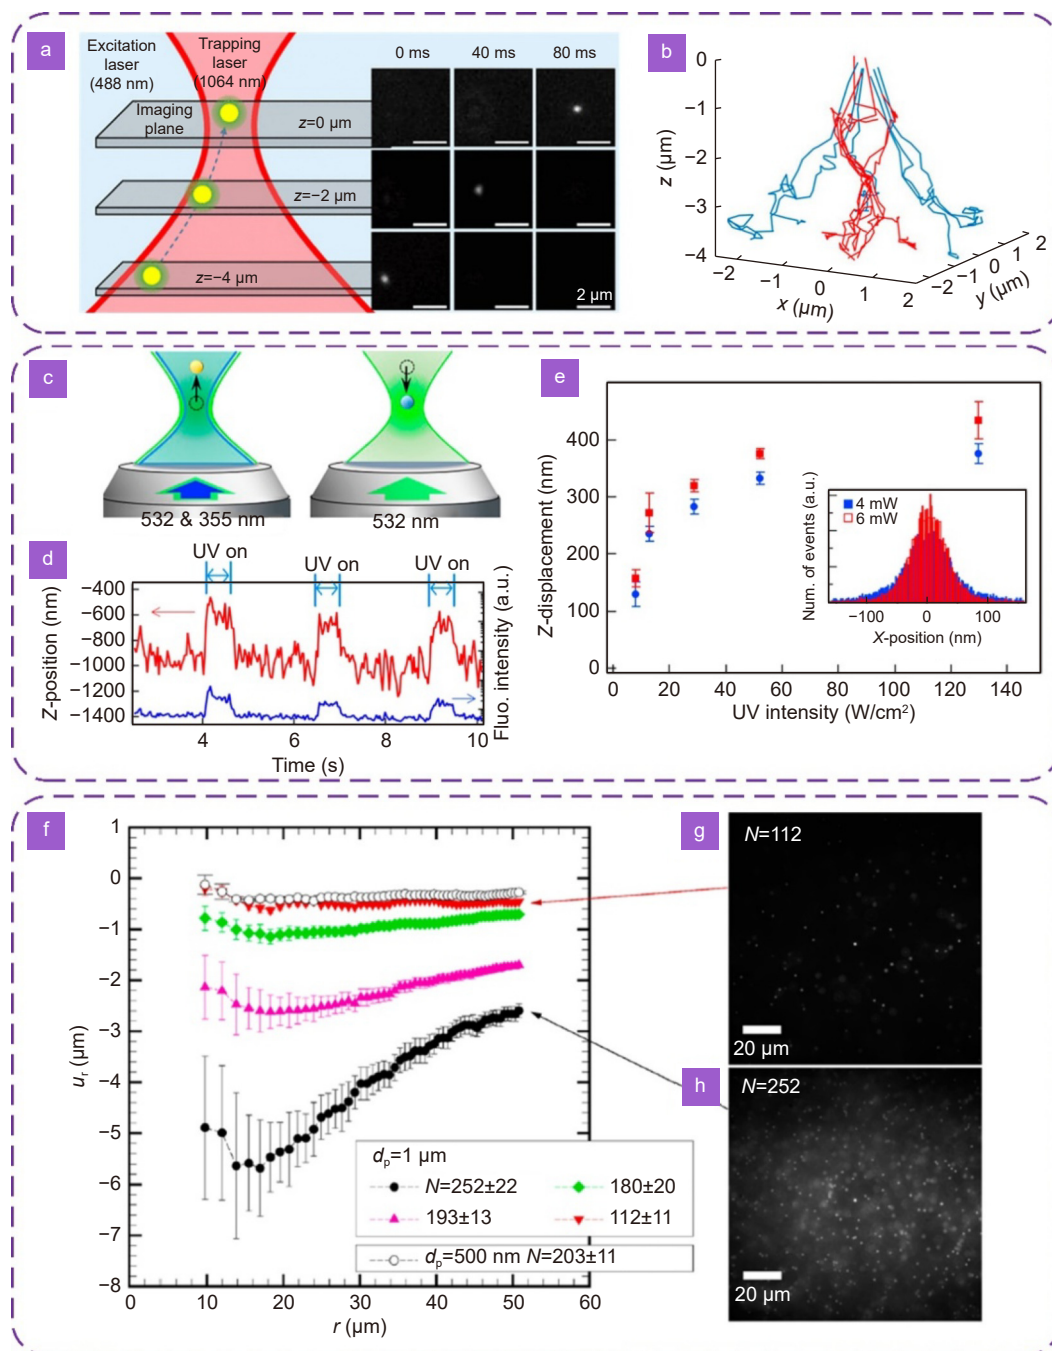 a
Excitation
laser
(488 nm)
Trapping
laser
(1064 nm)
Imaging
plane
z=0 μm
z=−2 μm
z=−4 μm
0 ms
40 ms
80 ms
2 μm
b
z (μm)
0
−1
−2
−3
−4
−2
−1
0
1
2
x (μm)
−2
−1
0
1
2
y (μm)
c
532 & 355 nm
532 nm
d
UV on
UV on
UV on
Z-position (nm)
−400
−600
−800
−1000
−1200
−1400
4
6
8
10
Time (s)
Fluo. intensity (a.u.)
e
Z-displacement (nm)
400
300
200
100
0
0
20
40
60
80
100
120
140
UV intensity (W/cm²)
Num. of events (a.u.)
4 mW
6 mW
−100
0
100
X-position (nm)
f
u_r (μm)
1
0
−1
−2
−3
−4
−5
−6
−7
−8
0
10
20
30
40
50
60
r (μm)
d_p=1 μm
N=252±22
180±20
193±13
112±11
d_p=500 nm N=203±11
g
N=112
20 μm
h
N=252
20 μm